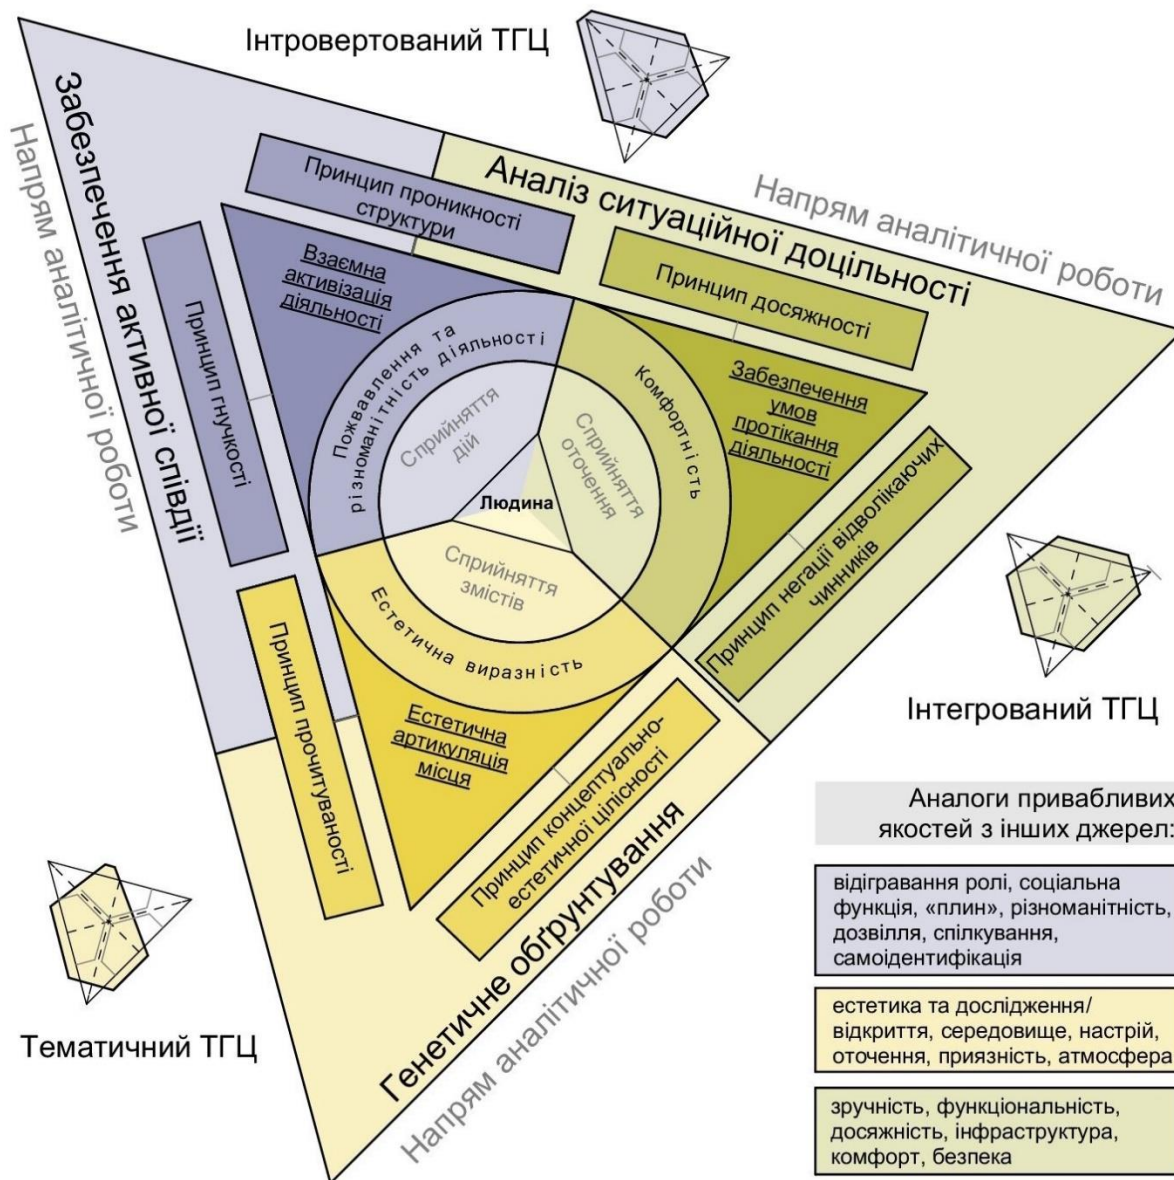 Інтровертований ТГЦ
Забезпечення активної співдії
Напрям аналітичної роботи
Аналіз ситуаційної доцільності
Напрям аналітичної роботи
Принцип проникності
структури
Принцип досяжності
Взаємна
активізація
діяльності
Принцип гнучкості
Пожвавлення та
різноманітність діяльності
Комфортність
Забезпечення
умов
протікання
діяльності
Сприйняття
дій
Сприйняття
оточення
Людина
Сприйняття
змістів
Естетична виразність
Принцип негації відволікаючих
чинників
Інтегрований ТГЦ
Принцип прочитуваності
Естетична
артикуляція
місця
Принцип концептуально-
естетичної цілісності
Генетичне обґрунтування
Напрям аналітичної роботи
Тематичний ТГЦ
Аналоги привабливих
якостей з інших джерел:
відігравання ролі, соціальна
функція, «плин», різноманітність,
дозвілля, спілкування,
самоідентифікація
естетика та дослідження/
відкриття, середовище, настрій,
оточення, приязність, атмосфера
зручність, функціональність,
досяжність, інфраструктура,
комфорт, безпека